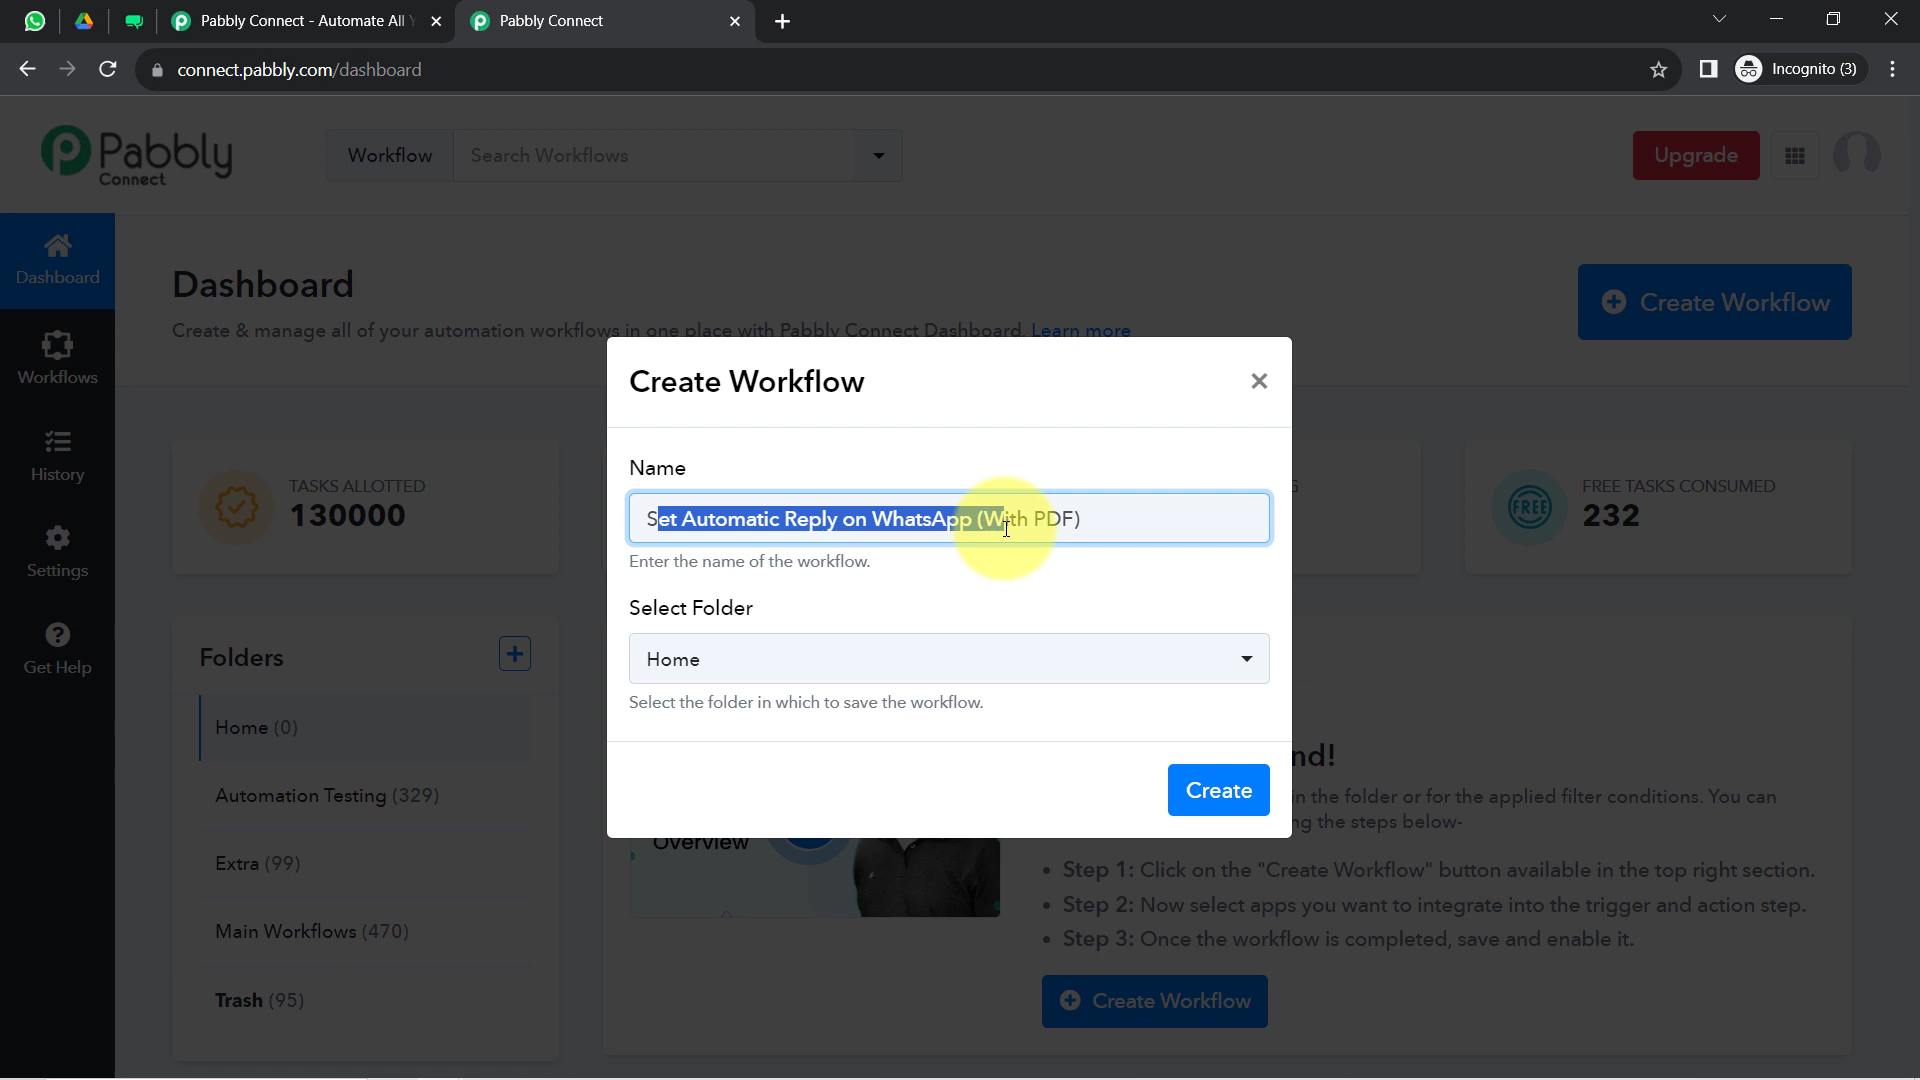 Pabbly Connect - Automate All Y
Pabbly Connect
connect.pabbly.com/dashboard
Incognito (3)
Pabbly
Connect
Workflow
Search Workflows
Upgrade
Dashboard
Workflows
History
Settings
Get Help
Dashboard
Create & manage all of your automation workflows in one place with Pabbly Connect Dashboard. Learn more
Create Workflow
TASKS ALLOTTED
130000
FREE TASKS CONSUMED
232
FREE
Folders
Home (0)
Automation Testing (329)
Extra (99)
Main Workflows (470)
Trash (95)
Create Workflow
Name
Set Automatic Reply on WhatsApp (With PDF)
Enter the name of the workflow.
Select Folder
Home
Select the folder in which to save the workflow.
Create
Overview
nd!
in the folder or for the applied filter conditions. You can
ng the steps below-
• Step 1: Click on the "Create Workflow" button available in the top right section.
• Step 2: Now select apps you want to integrate into the trigger and action step.
• Step 3: Once the workflow is completed, save and enable it.
Create Workflow